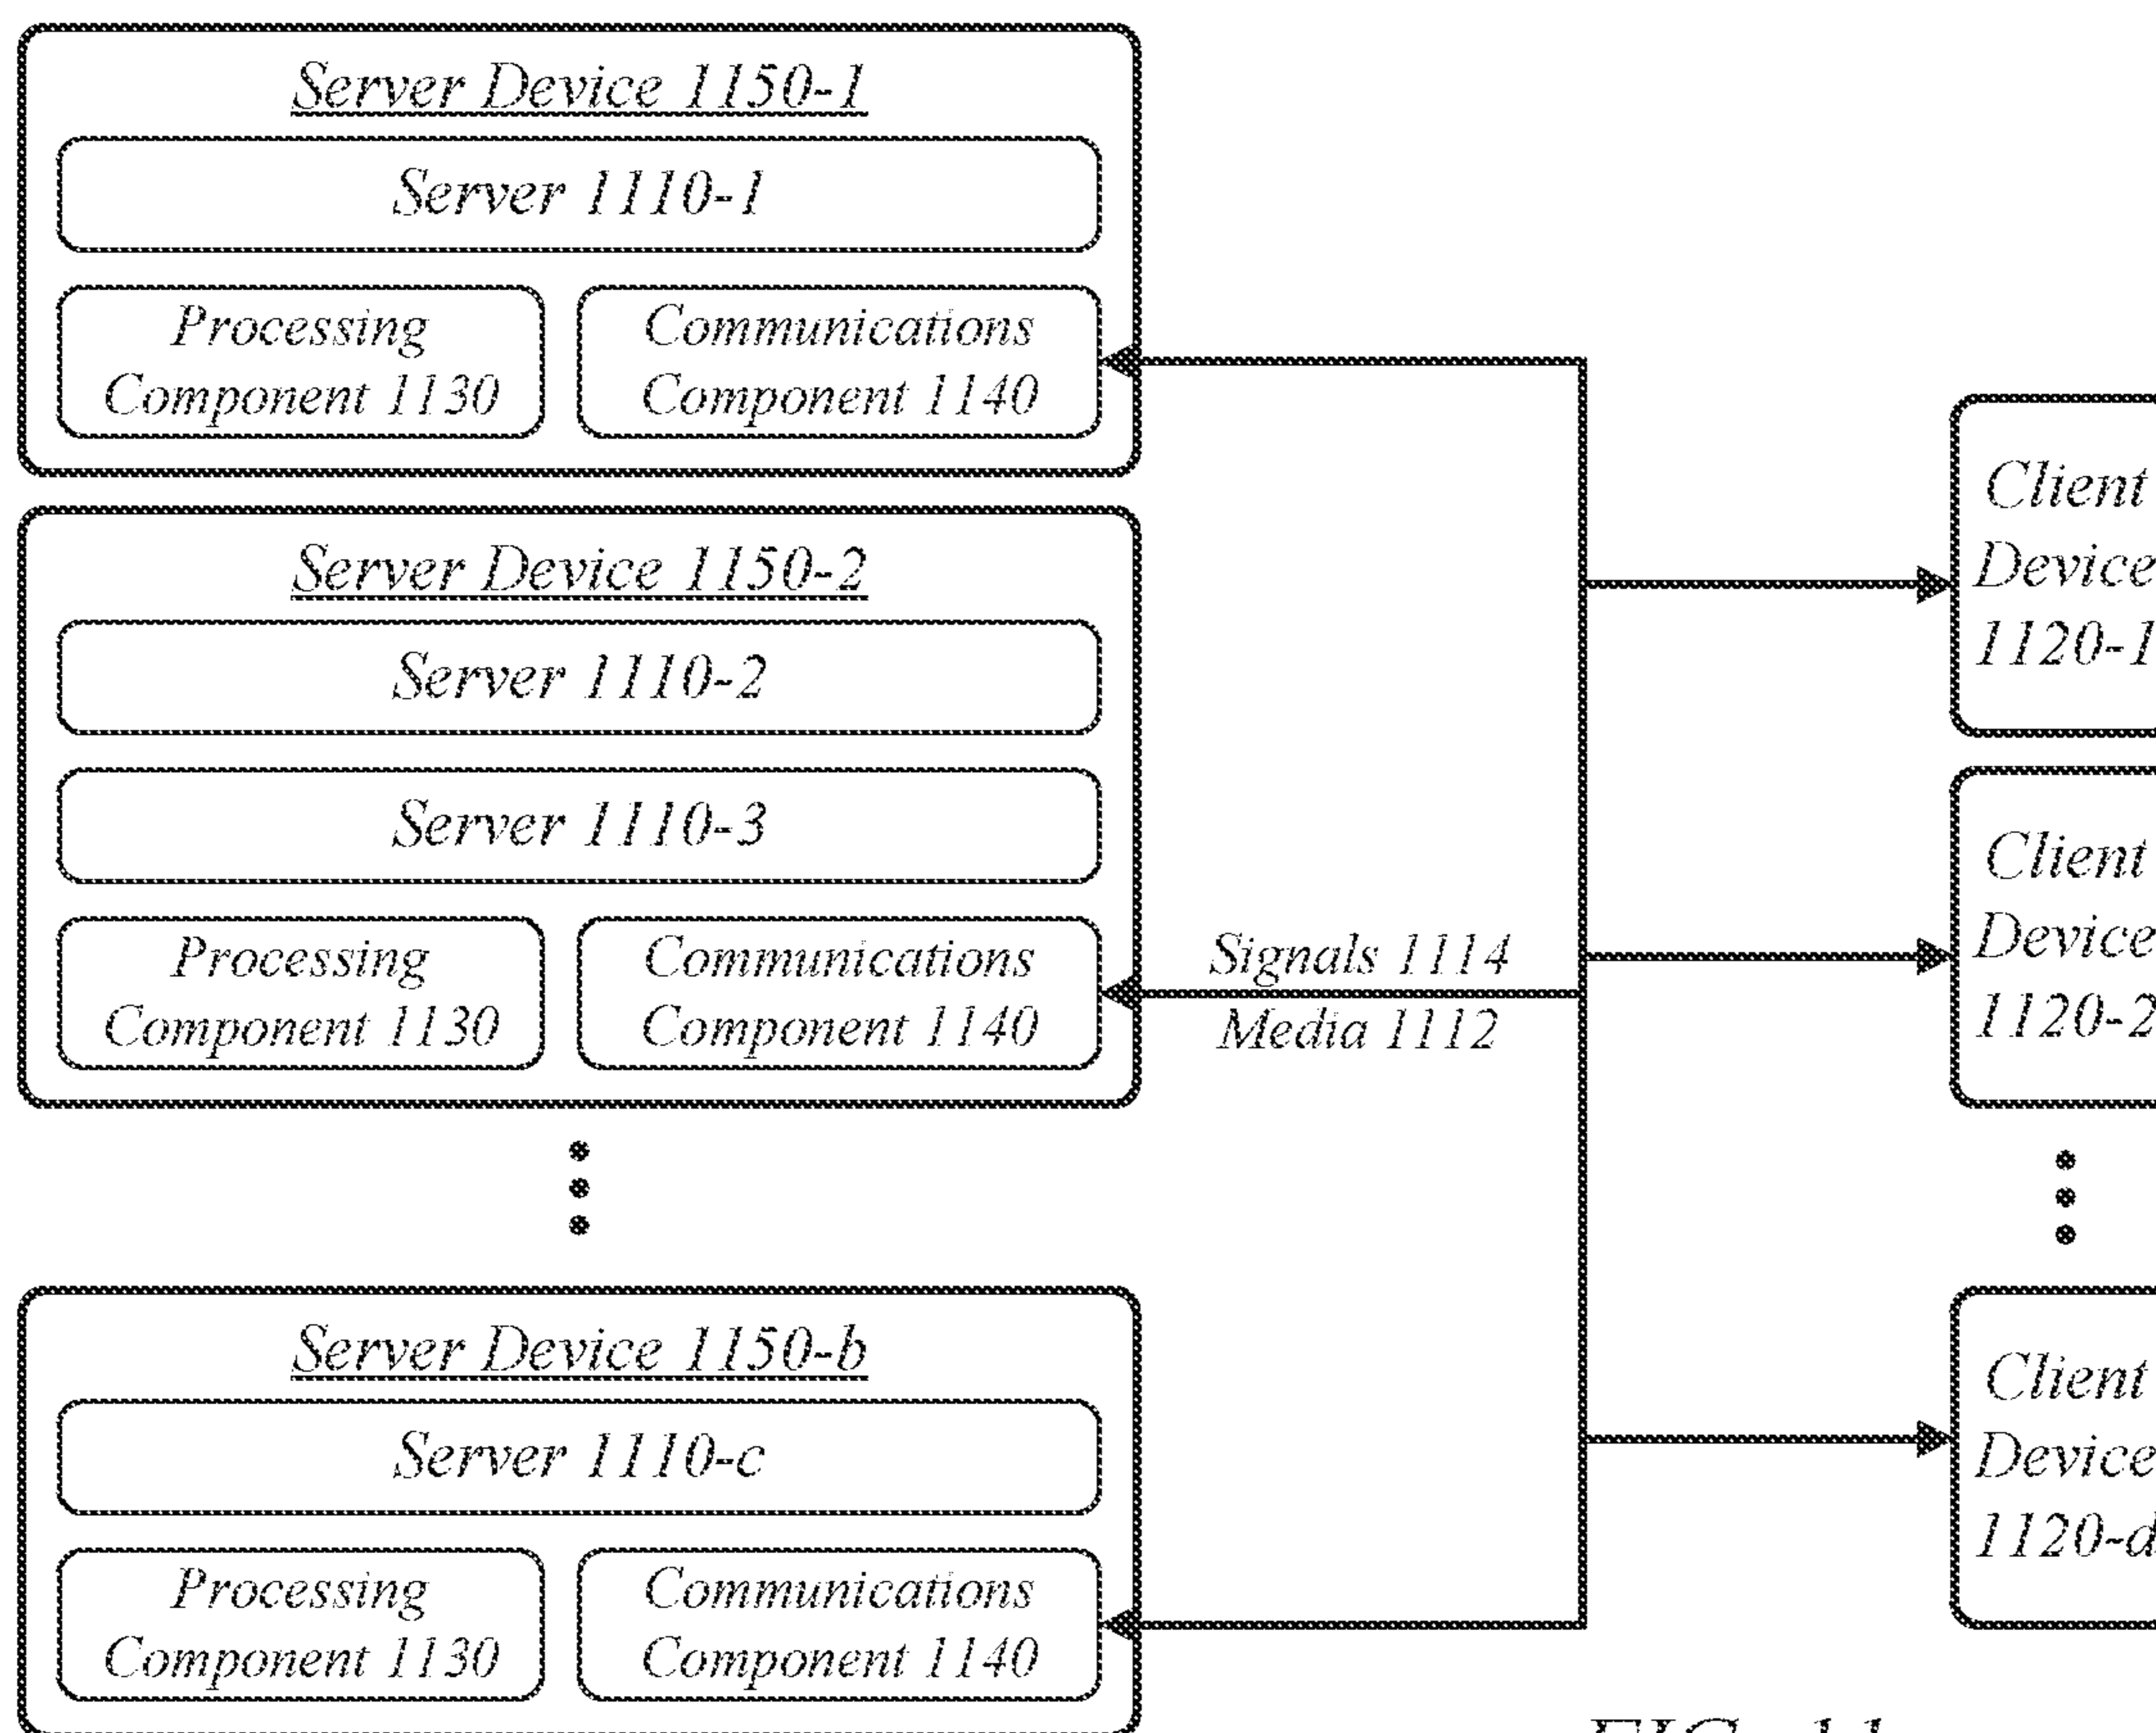 Server Device 1150-1
Server 1110-1
Processing
Component 1130
Communications
Component 1140
Server Device 1150-2
Server 1110-2
Server 1110-3
Processing
Component 1130
Communications
Component 1140
Signals 1114
Media 1112
Server Device 1150-b
Server 1110-c
Processing
Component 1130
Communications
Component 1140
Client
Device
1120-1
Client
Device
1120-2
Client
Device
1120-d
FIG. 11